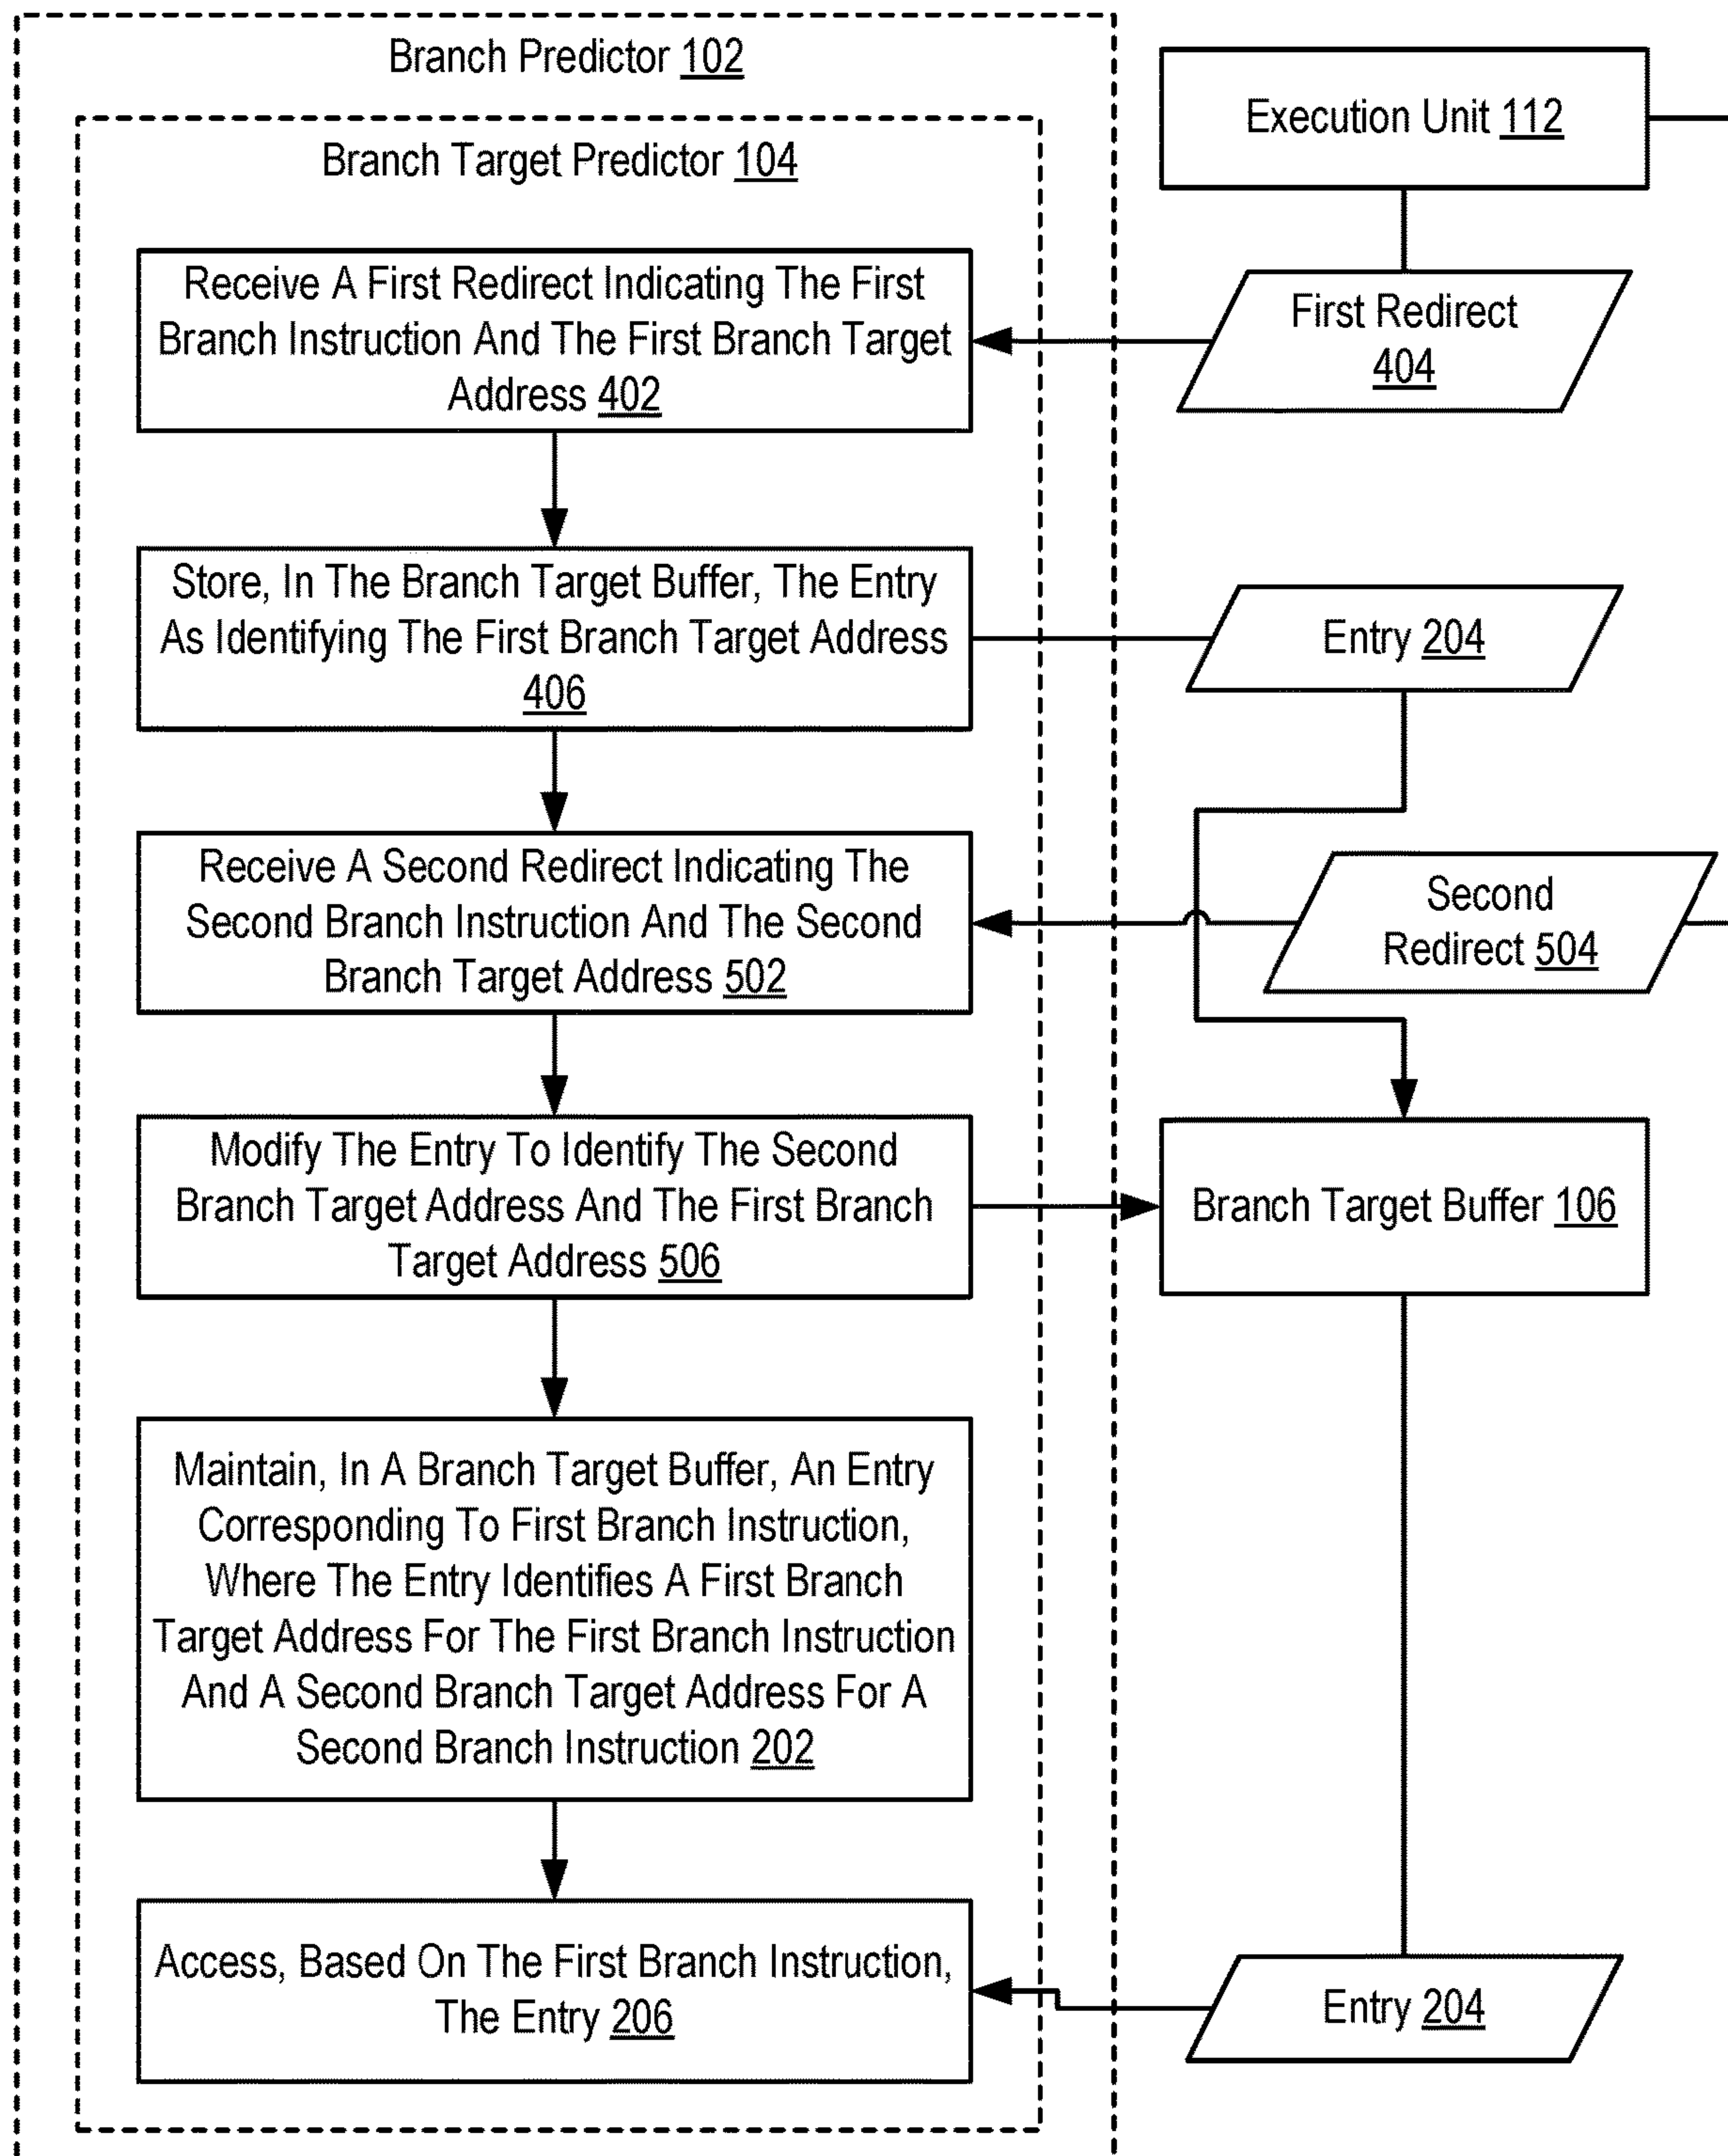 Branch Predictor 102
Execution Unit 112
Branch Target Predictor 104
Receive A First Redirect Indicating The First
Branch Instruction And The First Branch Target
Address 402
First Redirect
404
Store, In The Branch Target Buffer, The Entry
As Identifying The First Branch Target Address
406
Entry 204
Receive A Second Redirect Indicating The
Second Branch Instruction And The Second
Branch Target Address 502
Second
Redirect 504
Modify The Entry To Identify The Second
Branch Target Address And The First Branch
Target Address 506
Branch Target Buffer 106
Maintain, In A Branch Target Buffer, An Entry
Corresponding To First Branch Instruction,
Where The Entry Identifies A First Branch
Target Address For The First Branch Instruction
And A Second Branch Target Address For A
Second Branch Instruction 202
Access, Based On The First Branch Instruction,
The Entry 206
Entry 204